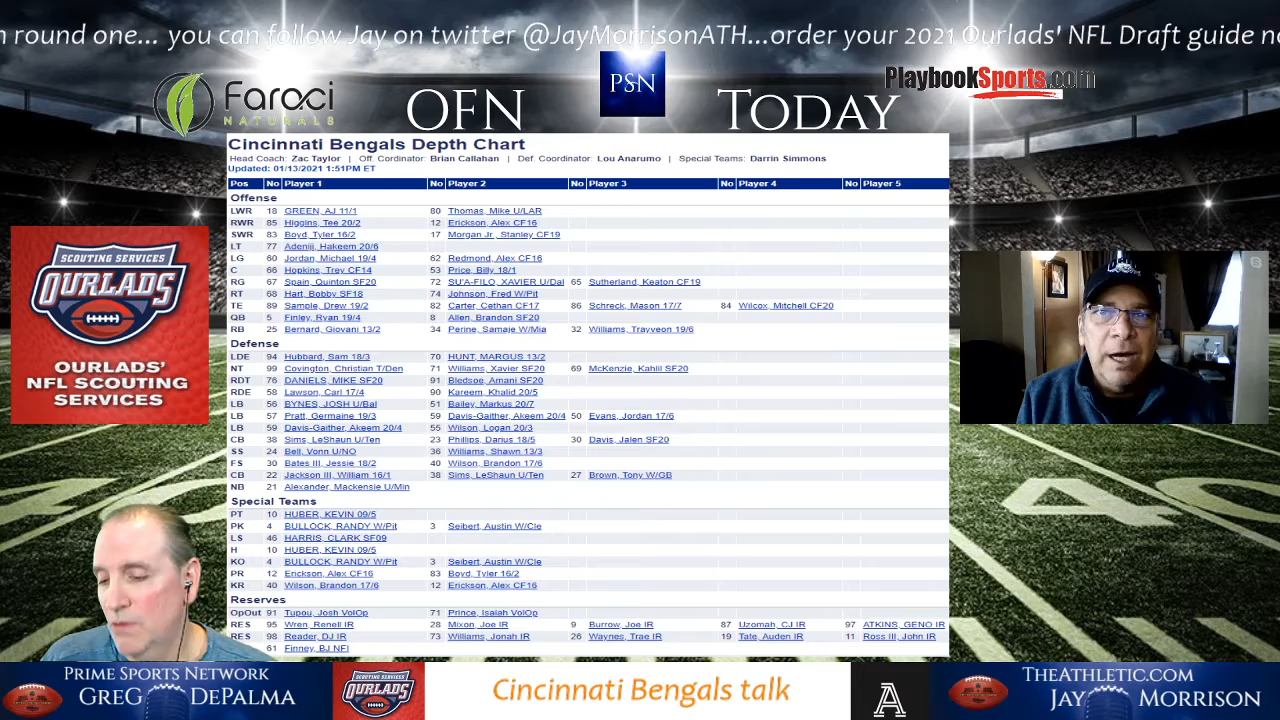 n round one... you can follow Jay on twitter @JayMorrisonATH...order your 2021 Ourlads' NFL Draft guide no
Faroci
NATURALS
OFN
PSN
TODAY
PlaybookSports.com
Cincinnati Bengals Depth Chart
Head Coach: Zac Taylor | Off. Cordinator: Brian Callahan | Def. Coordinator: Lou Anarumo | Special Teams: Darrin Simmons
Updated: 01/13/2021 1:51PM ET
Pos No Player 1 No Player 2 No Player 3 No Player 4 No Player 5
Offense
LWR 18 GREEN, AJ 11/1 80 Thomas, Mike U/LAR
RWR 85 Higgins, Tee 20/2 12 Erickson, Alex CF16
SWR 83 Boyd, Tyler 16/2 17 Morgan Jr., Stanley CF19
LT 77 Adeniji, Hakeem 20/6
LG 60 Jordan, Michael 19/4 62 Redmond, Alex CF16
C 66 Hopkins, Trey CF14 53 Price, Billy 18/1
RG 67 Spain, Quinton SF20 72 SU'A-FILO, XAVIER U/Dal 65 Sutherland, Keaton CF19
RT 68 Hart, Bobby SF18 74 Johnson, Fred W/Pit
TE 89 Sample, Drew 19/2 82 Carter, Cethan CF17 86 Schreck, Mason 17/7 84 Wilcox, Mitchell CF20
QB 5 Finley, Ryan 19/4 8 Allen, Brandon SF20
RB 25 Bernard, Giovani 13/2 34 Perine, Samaje W/Mia 32 Williams, Trayveon 19/6
Defense
LDE 94 Hubbard, Sam 18/3 70 HUNT, MARGUS 13/2
NT 99 Covington, Christian T/Den 71 Williams, Xavier SF20 69 McKenzie, Kahlil SF20
RDT 76 DANIELS, MIKE SF20 91 Bledsoe, Amani SF20
RDE 58 Lawson, Carl 17/4 90 Kareem, Khalid 20/5
LB 56 BYNES, JOSH U/Bal 51 Bailey, Markus 20/7
LB 57 Pratt, Germaine 19/3 59 Davis-Gaither, Akeem 20/4 50 Evans, Jordan 17/6
LB 59 Davis-Gaither, Akeem 20/4 55 Wilson, Logan 20/3
CB 38 Sims, LeShaun U/Ten 23 Phillips, Darius 18/5 30 Davis, Jalen SF20
SS 24 Bell, Vonn U/NO 36 Williams, Shawn 13/3
FS 30 Bates III, Jessie 18/2 40 Wilson, Brandon 17/6
CB 22 Jackson III, William 16/1 38 Sims, LeShaun U/Ten 27 Brown, Tony W/GB
NB 21 Alexander, Mackensie U/Min
Special Teams
PT 10 HUBER, KEVIN 09/5
PK 4 BULLOCK, RANDY W/Pit 3 Seibert, Austin W/Cle
LS 46 HARRIS, CLARK SF09
H 10 HUBER, KEVIN 09/5
KO 4 BULLOCK, RANDY W/Pit 3 Seibert, Austin W/Cle
PR 12 Erickson, Alex CF16 83 Boyd, Tyler 16/2
KR 40 Wilson, Brandon 17/6 12 Erickson, Alex CF16
Reserves
OpOut 91 Tupou, Josh VolOp 71 Prince, Isaiah VolOp
RES 95 Wren, Renell IR 28 Mixon, Joe IR 9 Burrow, Joe IR 87 Uzomah, CJ IR 97 ATKINS, GENO IR
RES 98 Reader, DJ IR 73 Williams, Jonah IR 26 Waynes, Trae IR 19 Tate, Auden IR 11 Ross III, John IR
61 Finney, BJ NFI
SCOUTING SERVICES
OURLADS
OURLADS'
NFL SCOUTING
SERVICES
PRIME SPORTS NETWORK
GREG DEPALMA
SCOUTING SERVICES
OURLADS
Cincinnati Bengals talk
A
THEATHLETIC.COM
JAY MORRISON